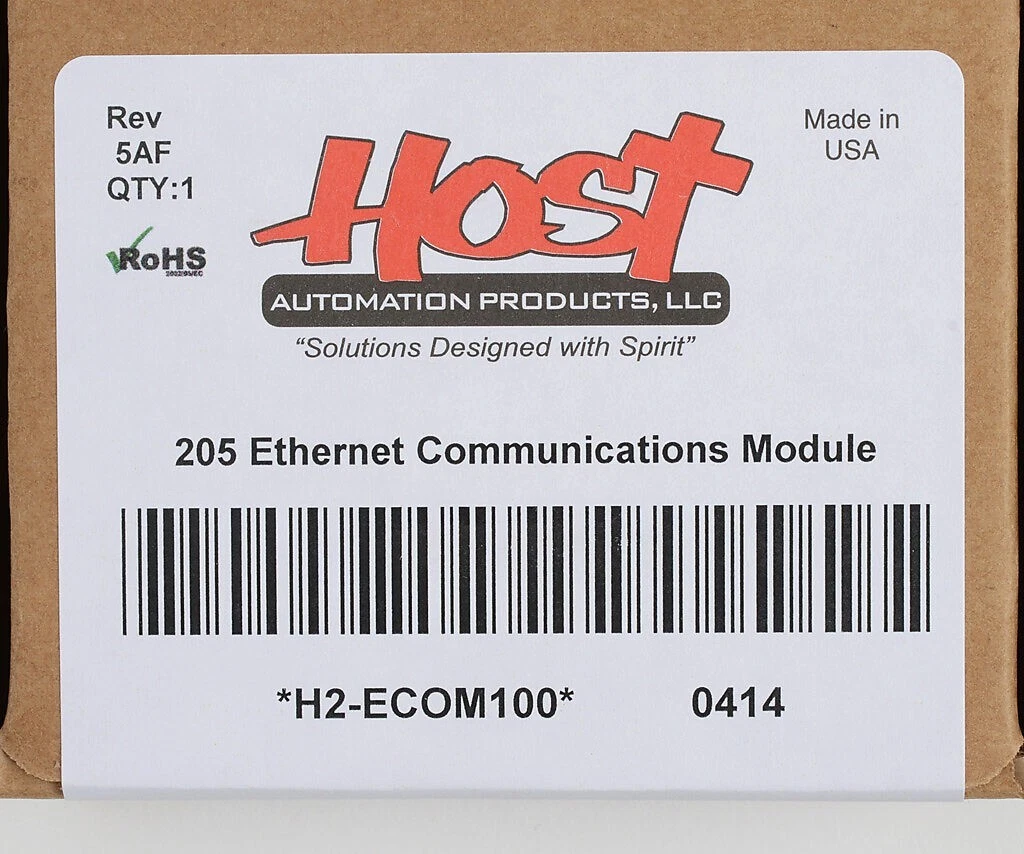 Rev
5AF
QTY:1
Made in
USA
RoHS
HOST
AUTOMATION PRODUCTS, LLC
“Solutions Designed with Spirit”
205 Ethernet Communications Module
*H2-ECOM100* 0414